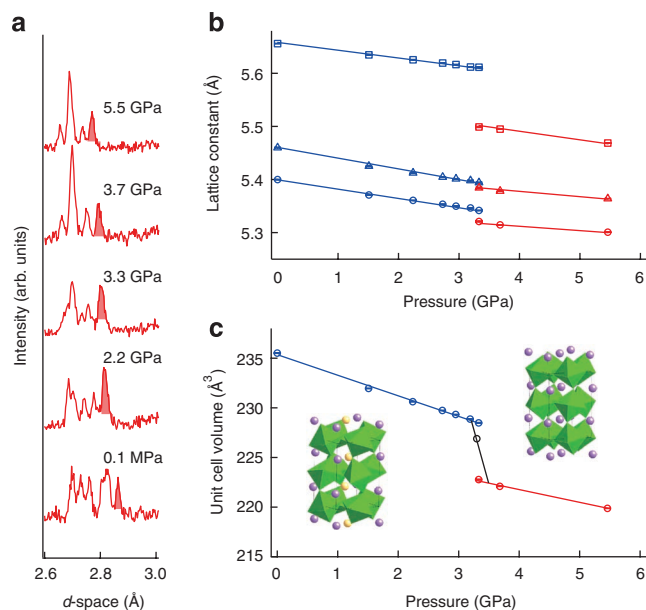 a
5.5 GPa
3.7 GPa
3.3 GPa
2.2 GPa
0.1 MPa
Intensity (arb. units)
2.6 2.8 3.0
d-space (Å)
b
5.6
5.5
5.4
5.3
Lattice constant (Å)
0 1 2 3 4 5 6
Pressure (GPa)
c
235
230
225
220
215
Unit cell volume (Å³)
0 1 2 3 4 5 6
Pressure (GPa)